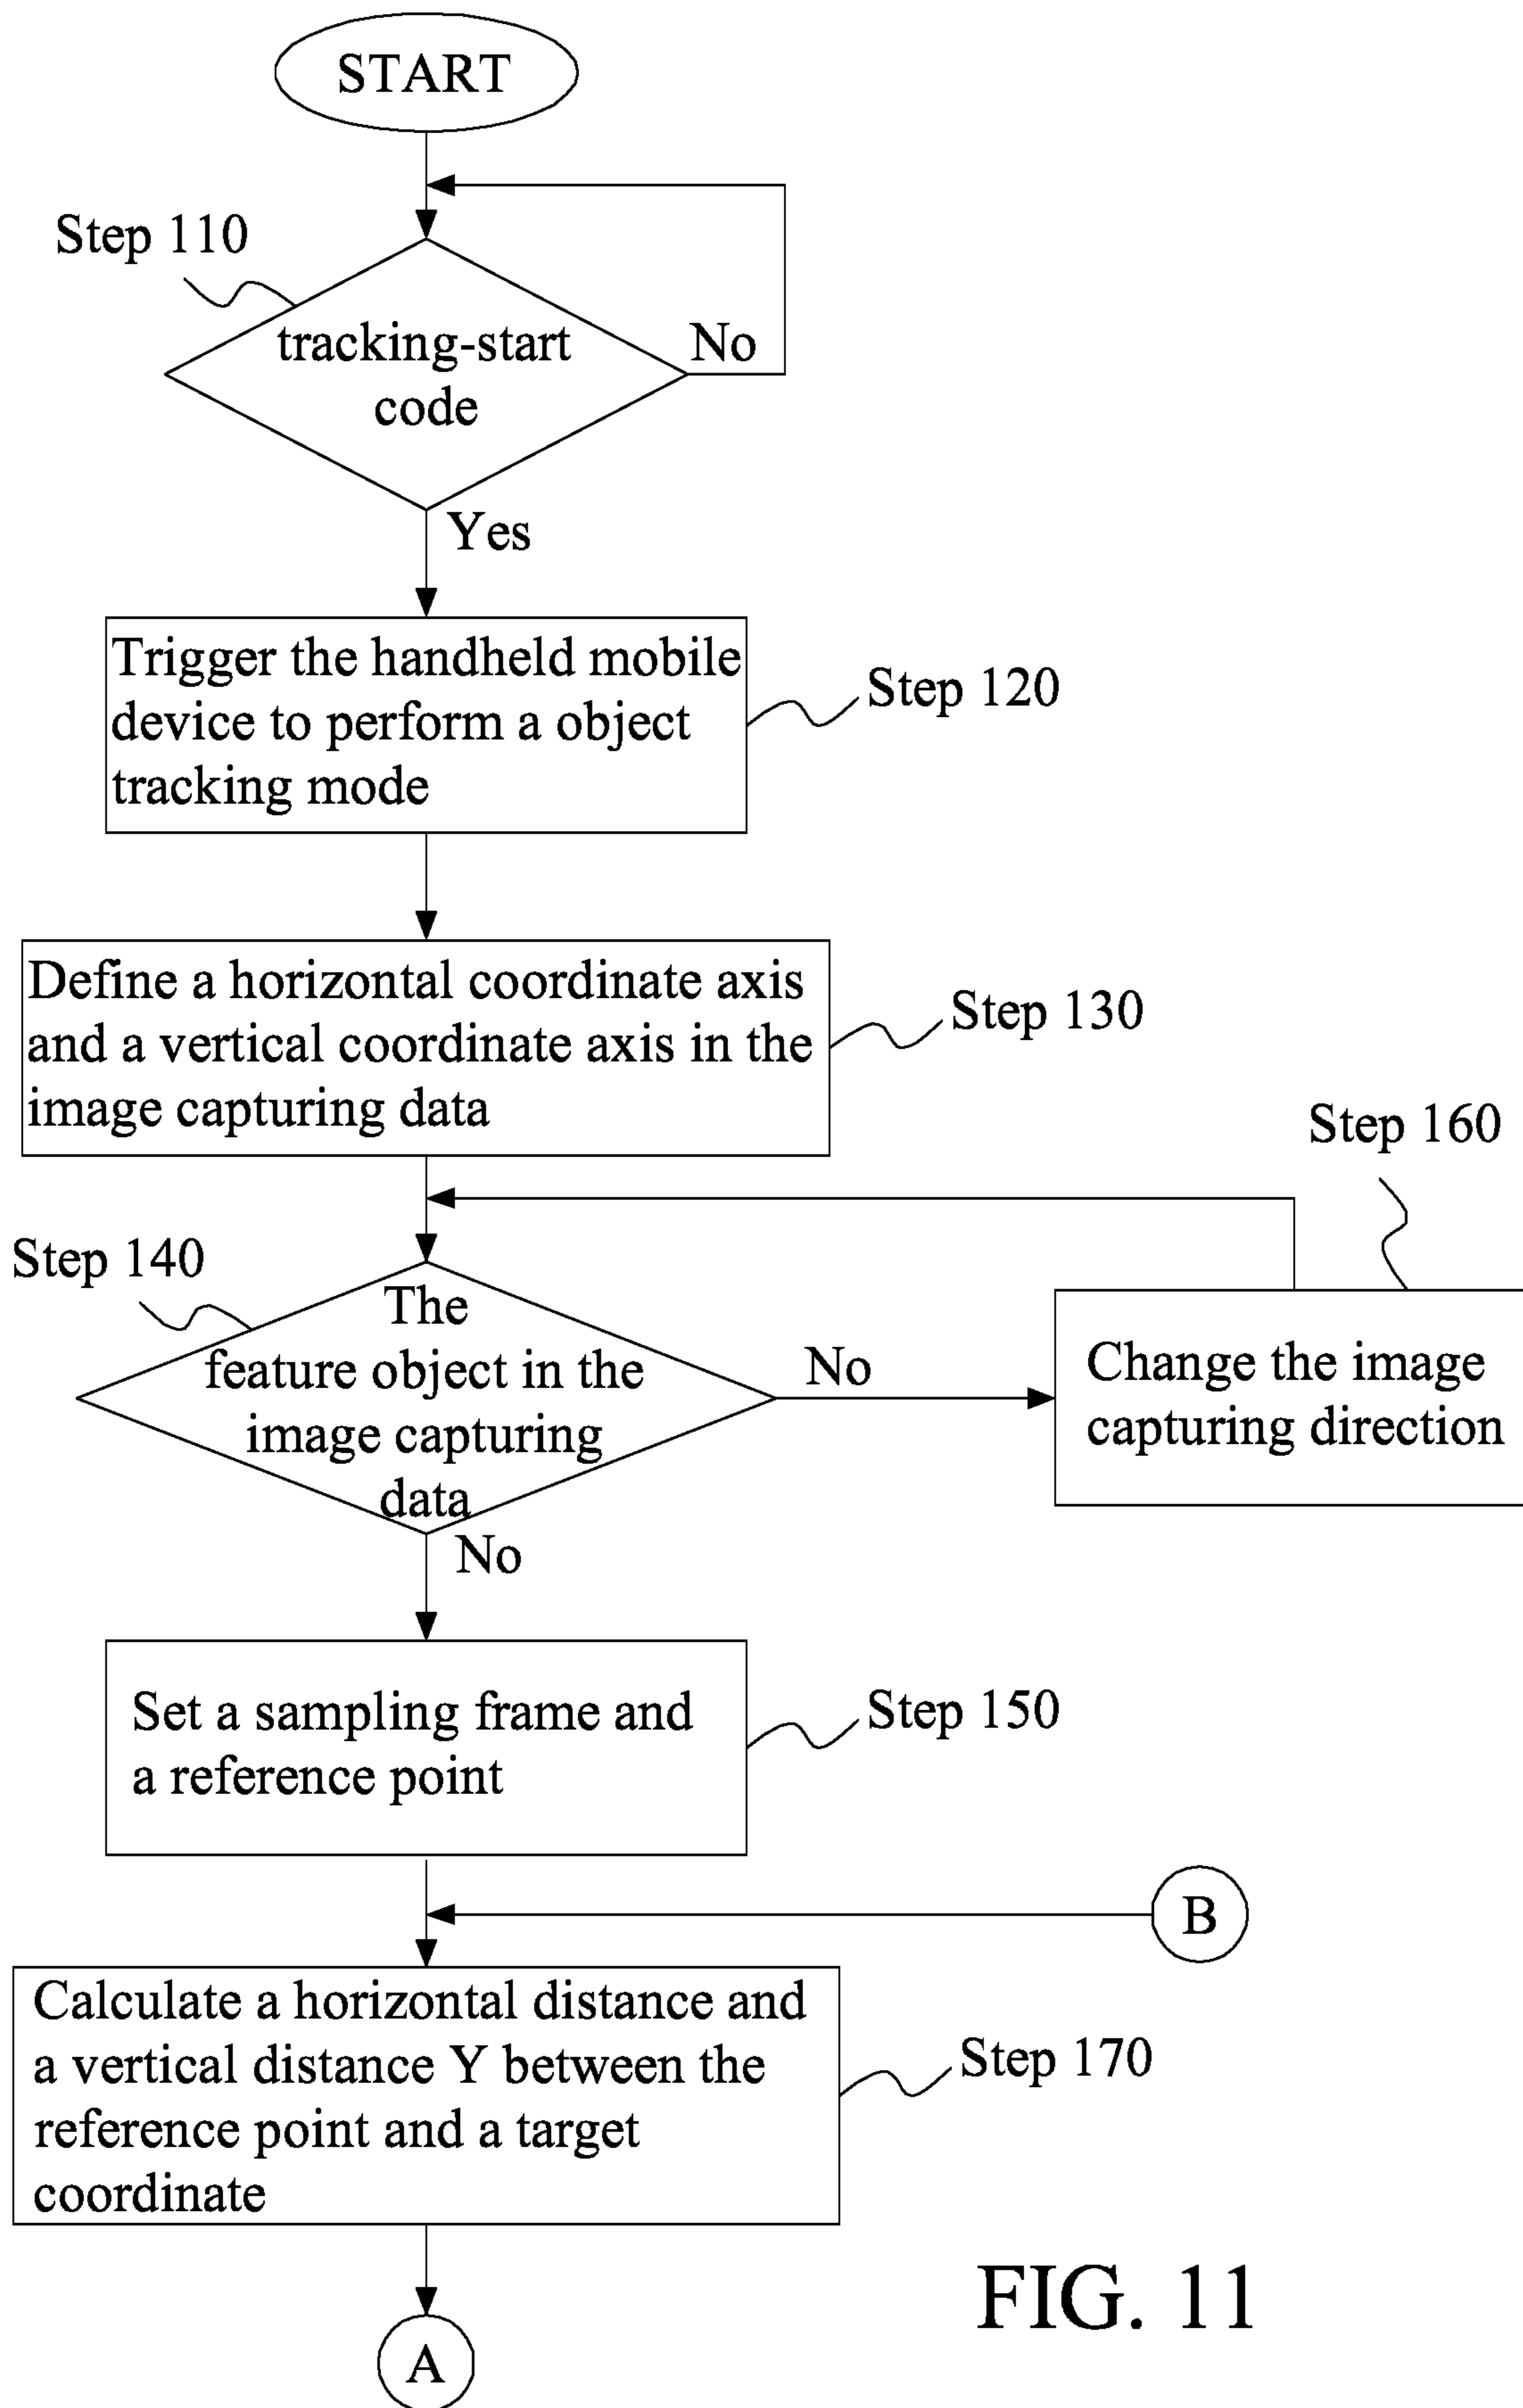 START
Step 110
tracking-start
code
No
Yes
Trigger the handheld mobile
device to perform a object
tracking mode
Step 120
Define a horizontal coordinate axis
and a vertical coordinate axis in the
image capturing data
Step 130
Step 160
Step 140
The
feature object in the
image capturing
data
No
Change the image
capturing direction
No
Set a sampling frame and
a reference point
Step 150
B
Calculate a horizontal distance and
a vertical distance Y between the
reference point and a target
coordinate
Step 170
FIG. 11
A